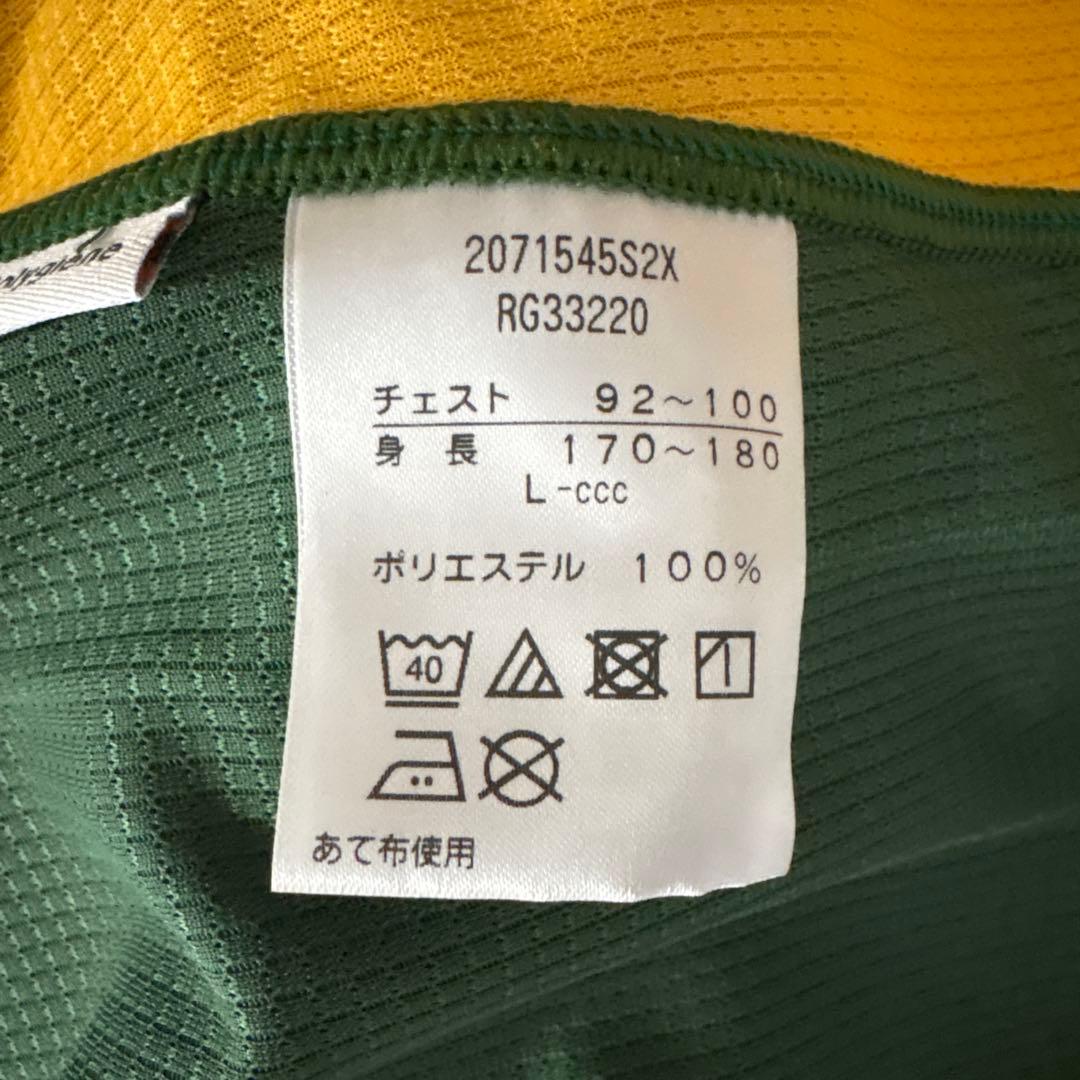 2071545S2X
RG33220
チェスト 92～100
身長 170～180
L-ccc
ポリエステル 100%
40
あて布使用